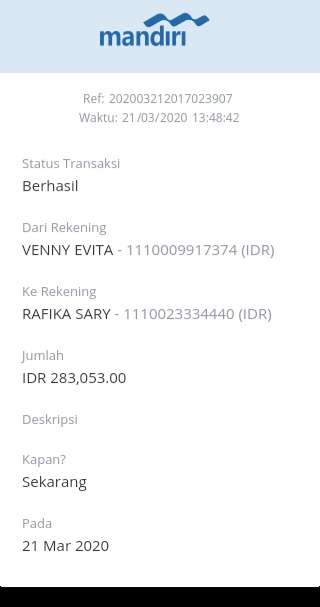 mandiri
Ref: 202003212017023907
Waktu: 21/03/2020 13:48:42
Status Transaksi
Berhasil
Dari Rekening
VENNY EVITA - 1110009917374 (IDR)
Ke Rekening
RAFIKA SARY - 1110023334440 (IDR)
Jumlah
IDR 283,053.00
Deskripsi
Kapan?
Sekarang
Pada
21 Mar 2020